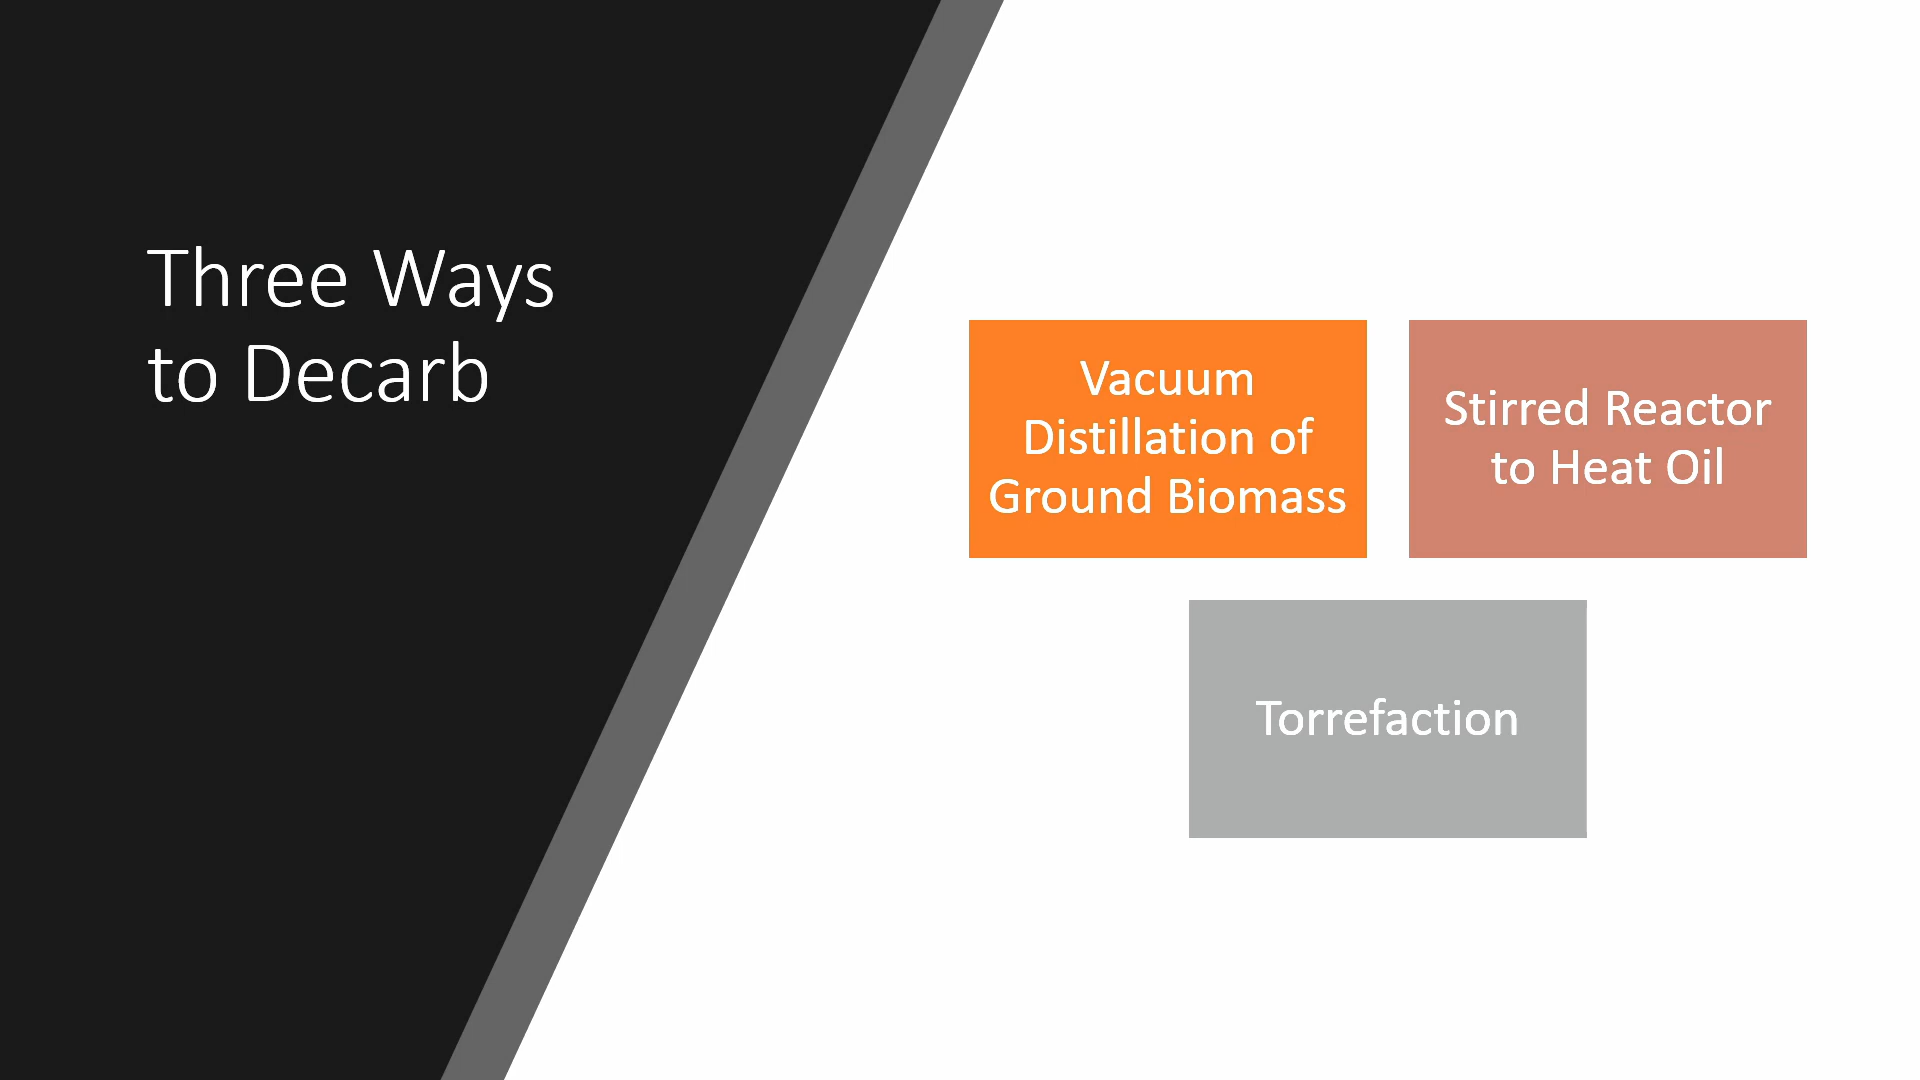 Three Ways
to Decarb
Vacuum
Distillation of
Ground Biomass
Stirred Reactor
to Heat Oil
Torrefaction